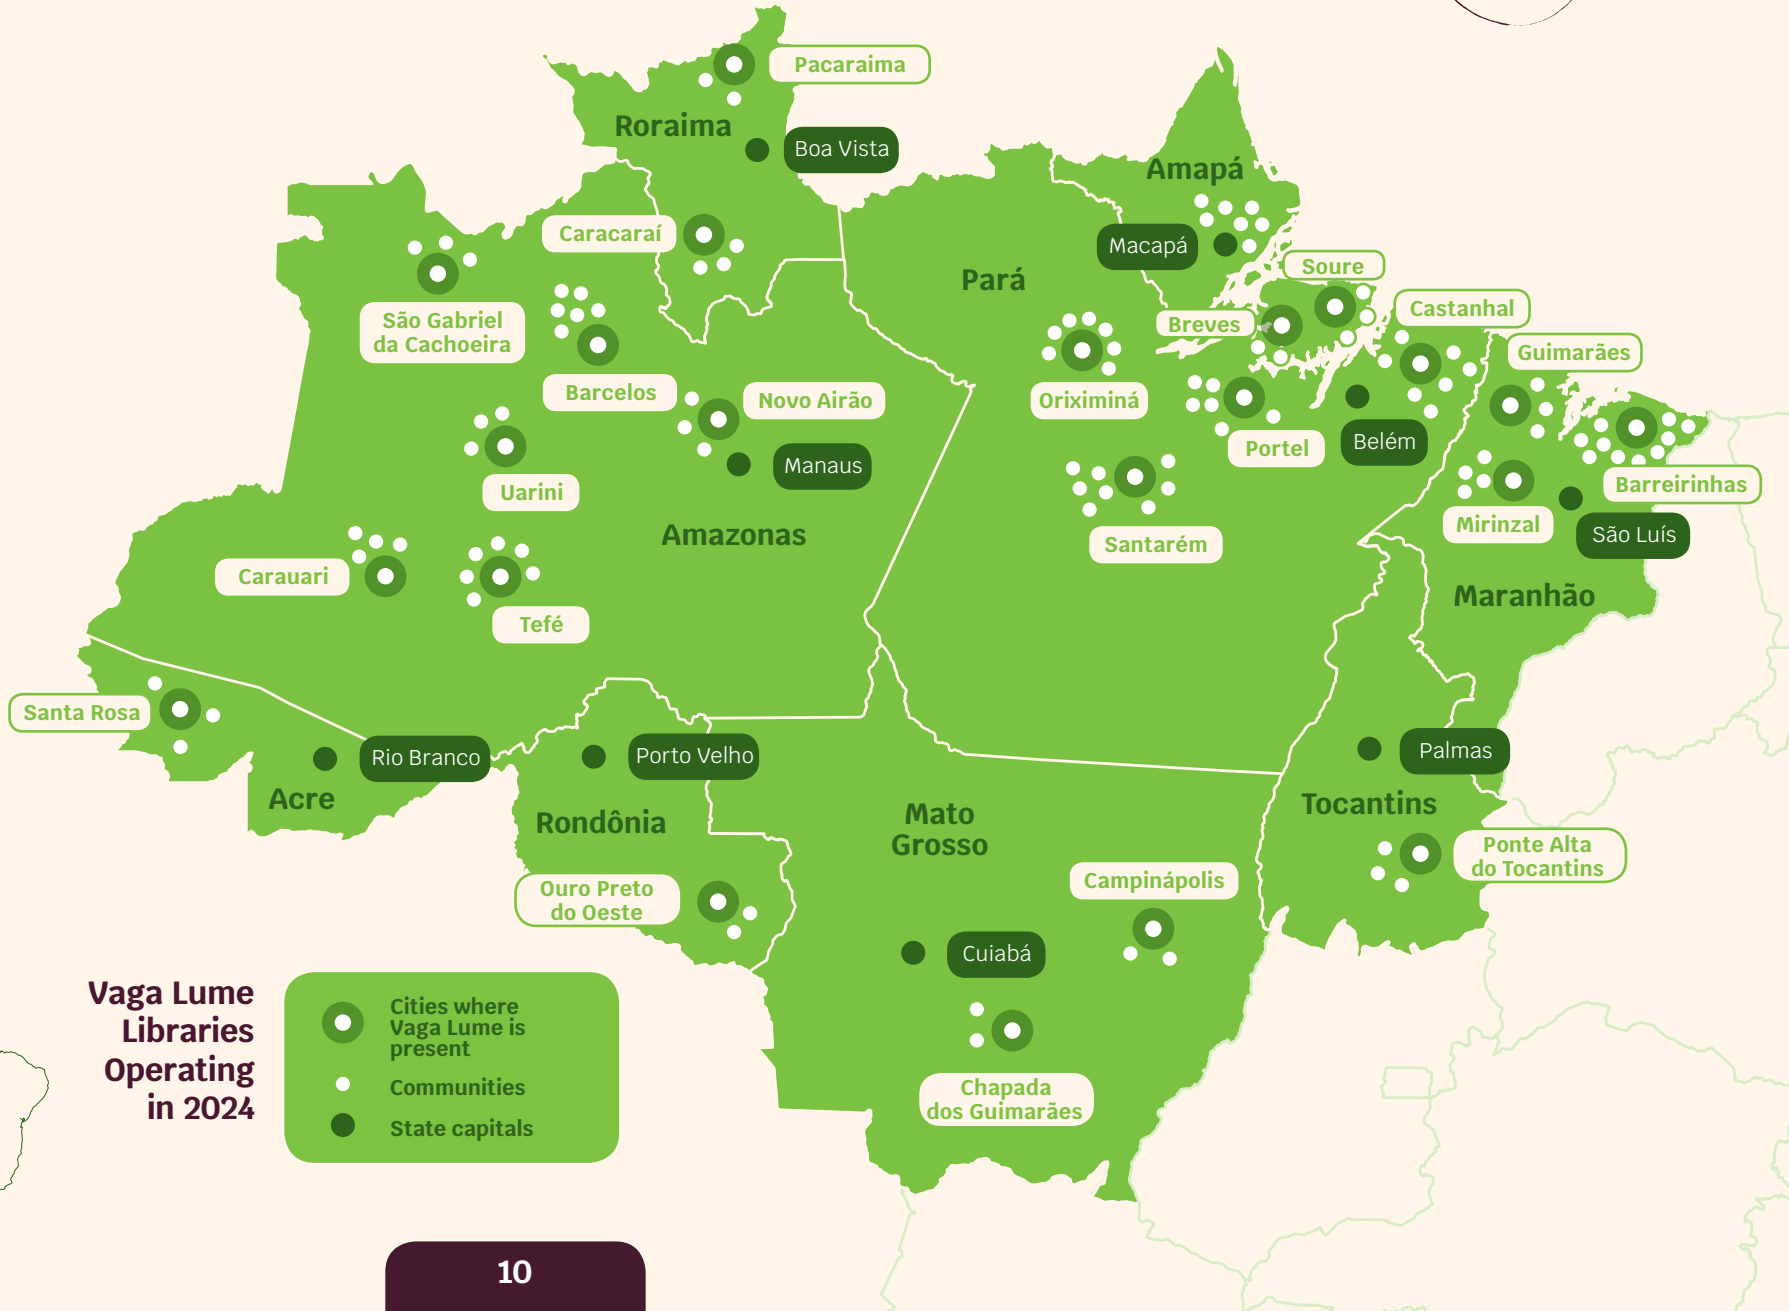 Pacaraima
Roraima
Boa Vista
Amapá
Caracaraí
Macapá
Soure
Pará
Castanhal
São Gabriel
da Cachoeira
Breves
Guimarães
Barcelos
Novo Airão
Oriximiná
Portel
Belém
Manaus
Uarini
Barreirinhas
Mirinzal
São Luís
Amazonas
Santarém
Carauari
Maranhão
Tefé
Santa Rosa
Rio Branco
Porto Velho
Palmas
Acre
Rondônia
Mato
Grosso
Tocantins
Ponte Alta
do Tocantins
Ouro Preto
do Oeste
Campinápolis
Cuiabá
Chapada
dos Guimarães
Vaga Lume
Libraries
Operating
in 2024
Cities where
Vaga Lume is
present
Communities
State capitals
10